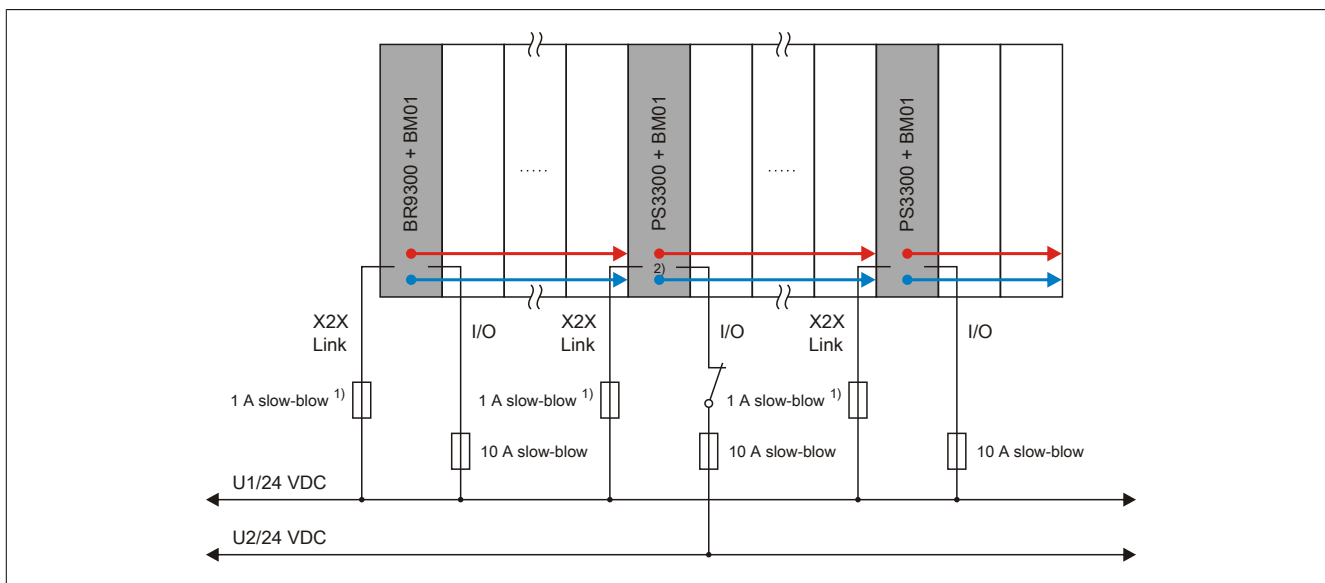 BR9300 + BM01
.....
PS3300 + BM01
.....
PS3300 + BM01
2)
X2X
Link
I/O
X2X
Link
I/O
X2X
Link
I/O
1 A slow-blow 1)
1 A slow-blow 1)
1 A slow-blow 1)
10 A slow-blow
10 A slow-blow
10 A slow-blow
U1/24 VDC
U2/24 VDC